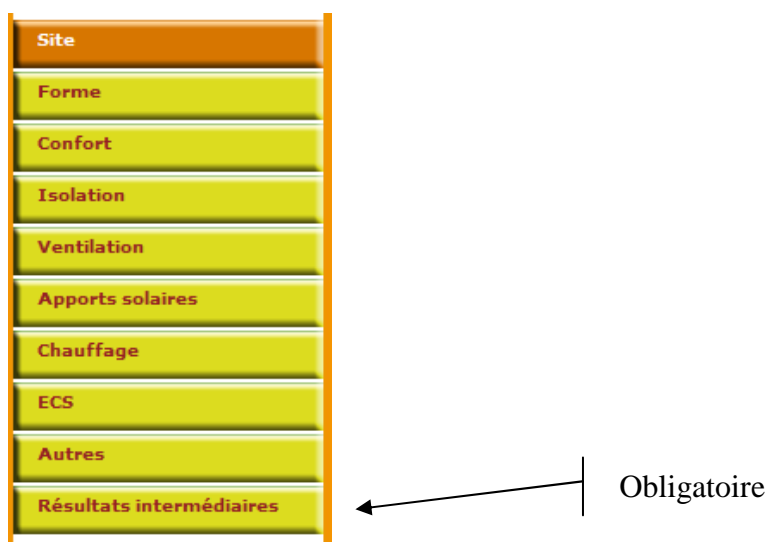 Site
Forme
Confort
Isolation
Ventilation
Apports solaires
Chauffage
ECS
Autres
Résultats intermédiaires
Obligatoire